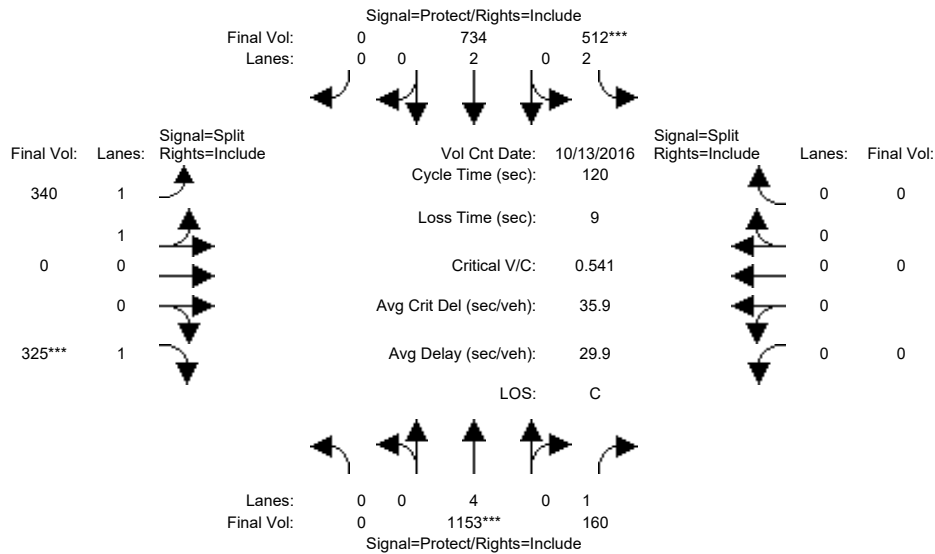 Signal=Protect/Rights=Include
Final Vol: 0 734 512***
Lanes: 0 0 2 0 2
Signal=Split
Final Vol: Lanes: Rights=Include
Vol Cnt Date: 10/13/2016
Signal=Split
Rights=Include Lanes: Final Vol:
Cycle Time (sec): 120
340 1
0 0
Loss Time (sec): 9
1
0
0 0
Critical V/C: 0.541
0 0
0
Avg Crit Del (sec/veh): 35.9
0
325*** 1
Avg Delay (sec/veh): 29.9
0 0
LOS: C
Lanes: 0 0 4 0 1
Final Vol: 0 1153*** 160
Signal=Protect/Rights=Include